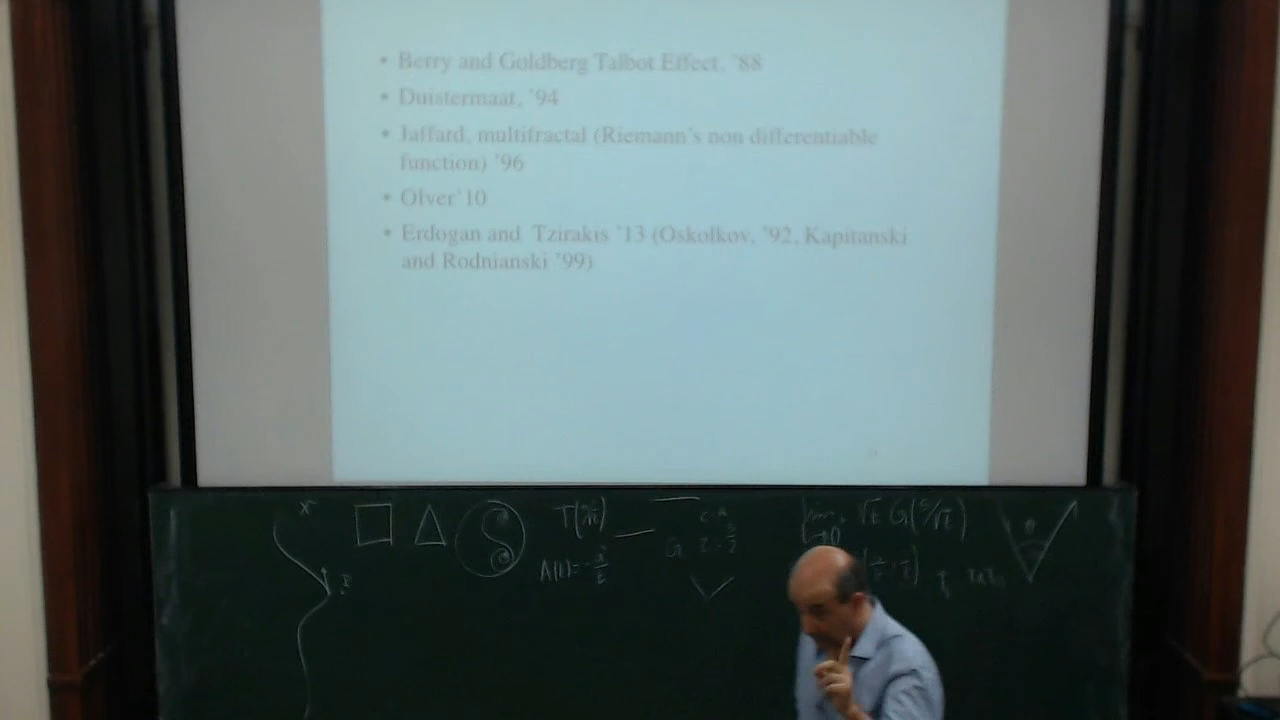 • Berry and Goldberg Talbot Effect, '88
• Duistermaat, '94
• Jaffard, multifractal (Riemann's non differentiable
function) '96
• Olver'10
• Erdogan and Tzirakis '13 (Oskolkov, '92, Kapitanski
and Rodnianski '99)
√t G(s/√t)
G
θ